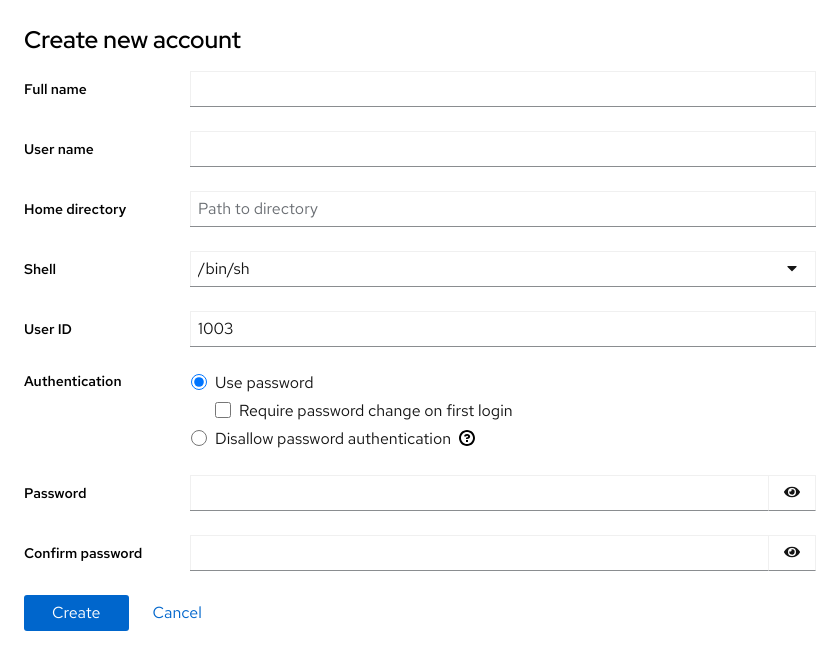 Create new account
Full name
User name
Home directory Path to directory
Shell /bin/sh
User ID 1003
Authentication Use password
Require password change on first login
Disallow password authentication
Password
Confirm password
Create Cancel